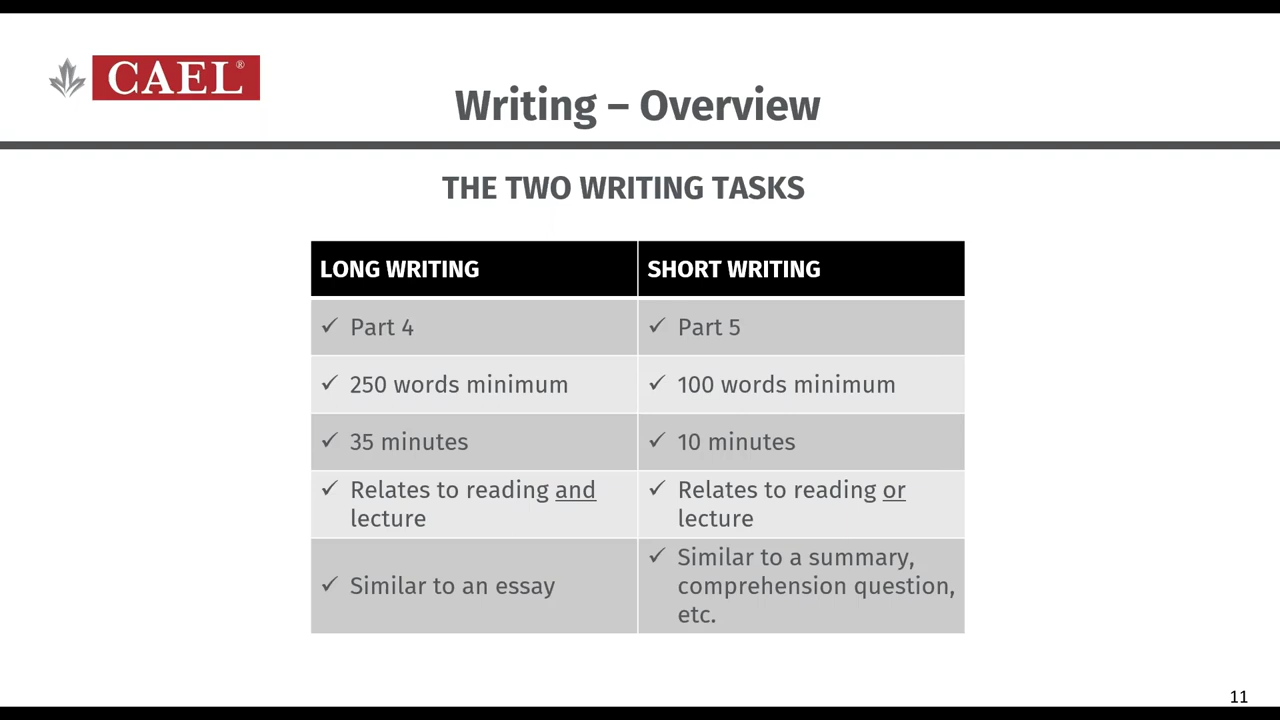 CAEL®
Writing – Overview
THE TWO WRITING TASKS
LONG WRITING
SHORT WRITING
✓ Part 4
✓ Part 5
✓ 250 words minimum
✓ 100 words minimum
✓ 35 minutes
✓ 10 minutes
✓ Relates to reading and
lecture
✓ Relates to reading or
lecture
✓ Similar to an essay
✓ Similar to a summary,
comprehension question,
etc.
11